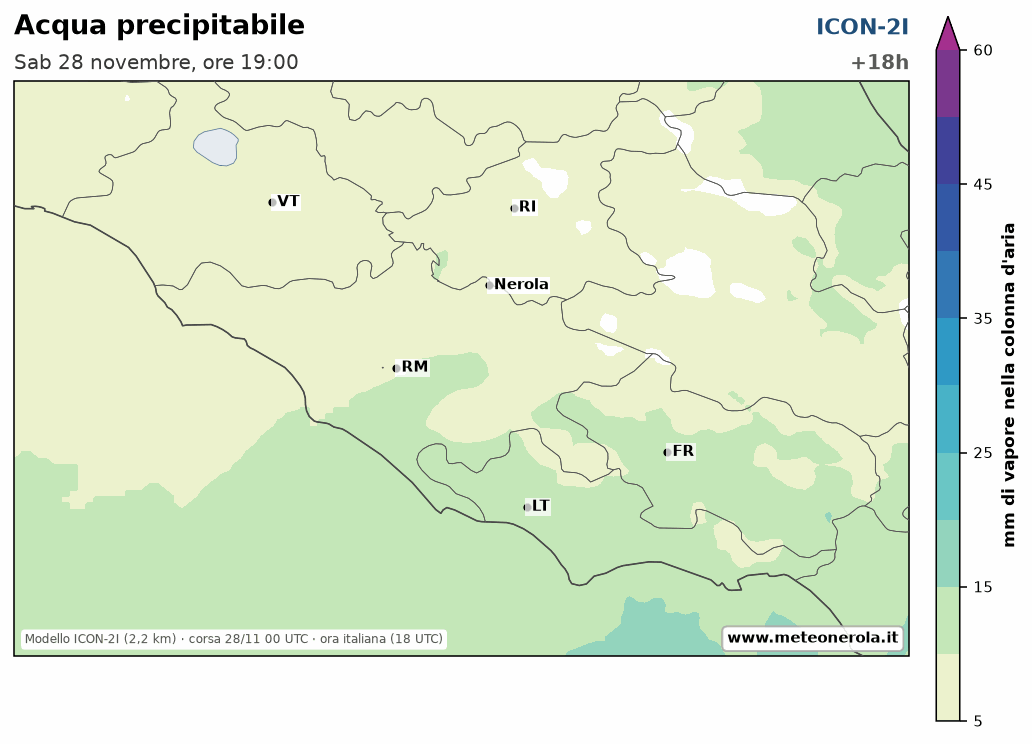 Acqua precipitabile
ICON-2I
Sab 28 novembre, ore 19:00
+18h
VT
RI
Nerola
RM
FR
LT
Modello ICON-2I (2,2 km) · corsa 28/11 00 UTC · ora italiana (18 UTC)
www.meteonerola.it
60
45
35
25
15
5
mm di vapore nella colonna d'aria